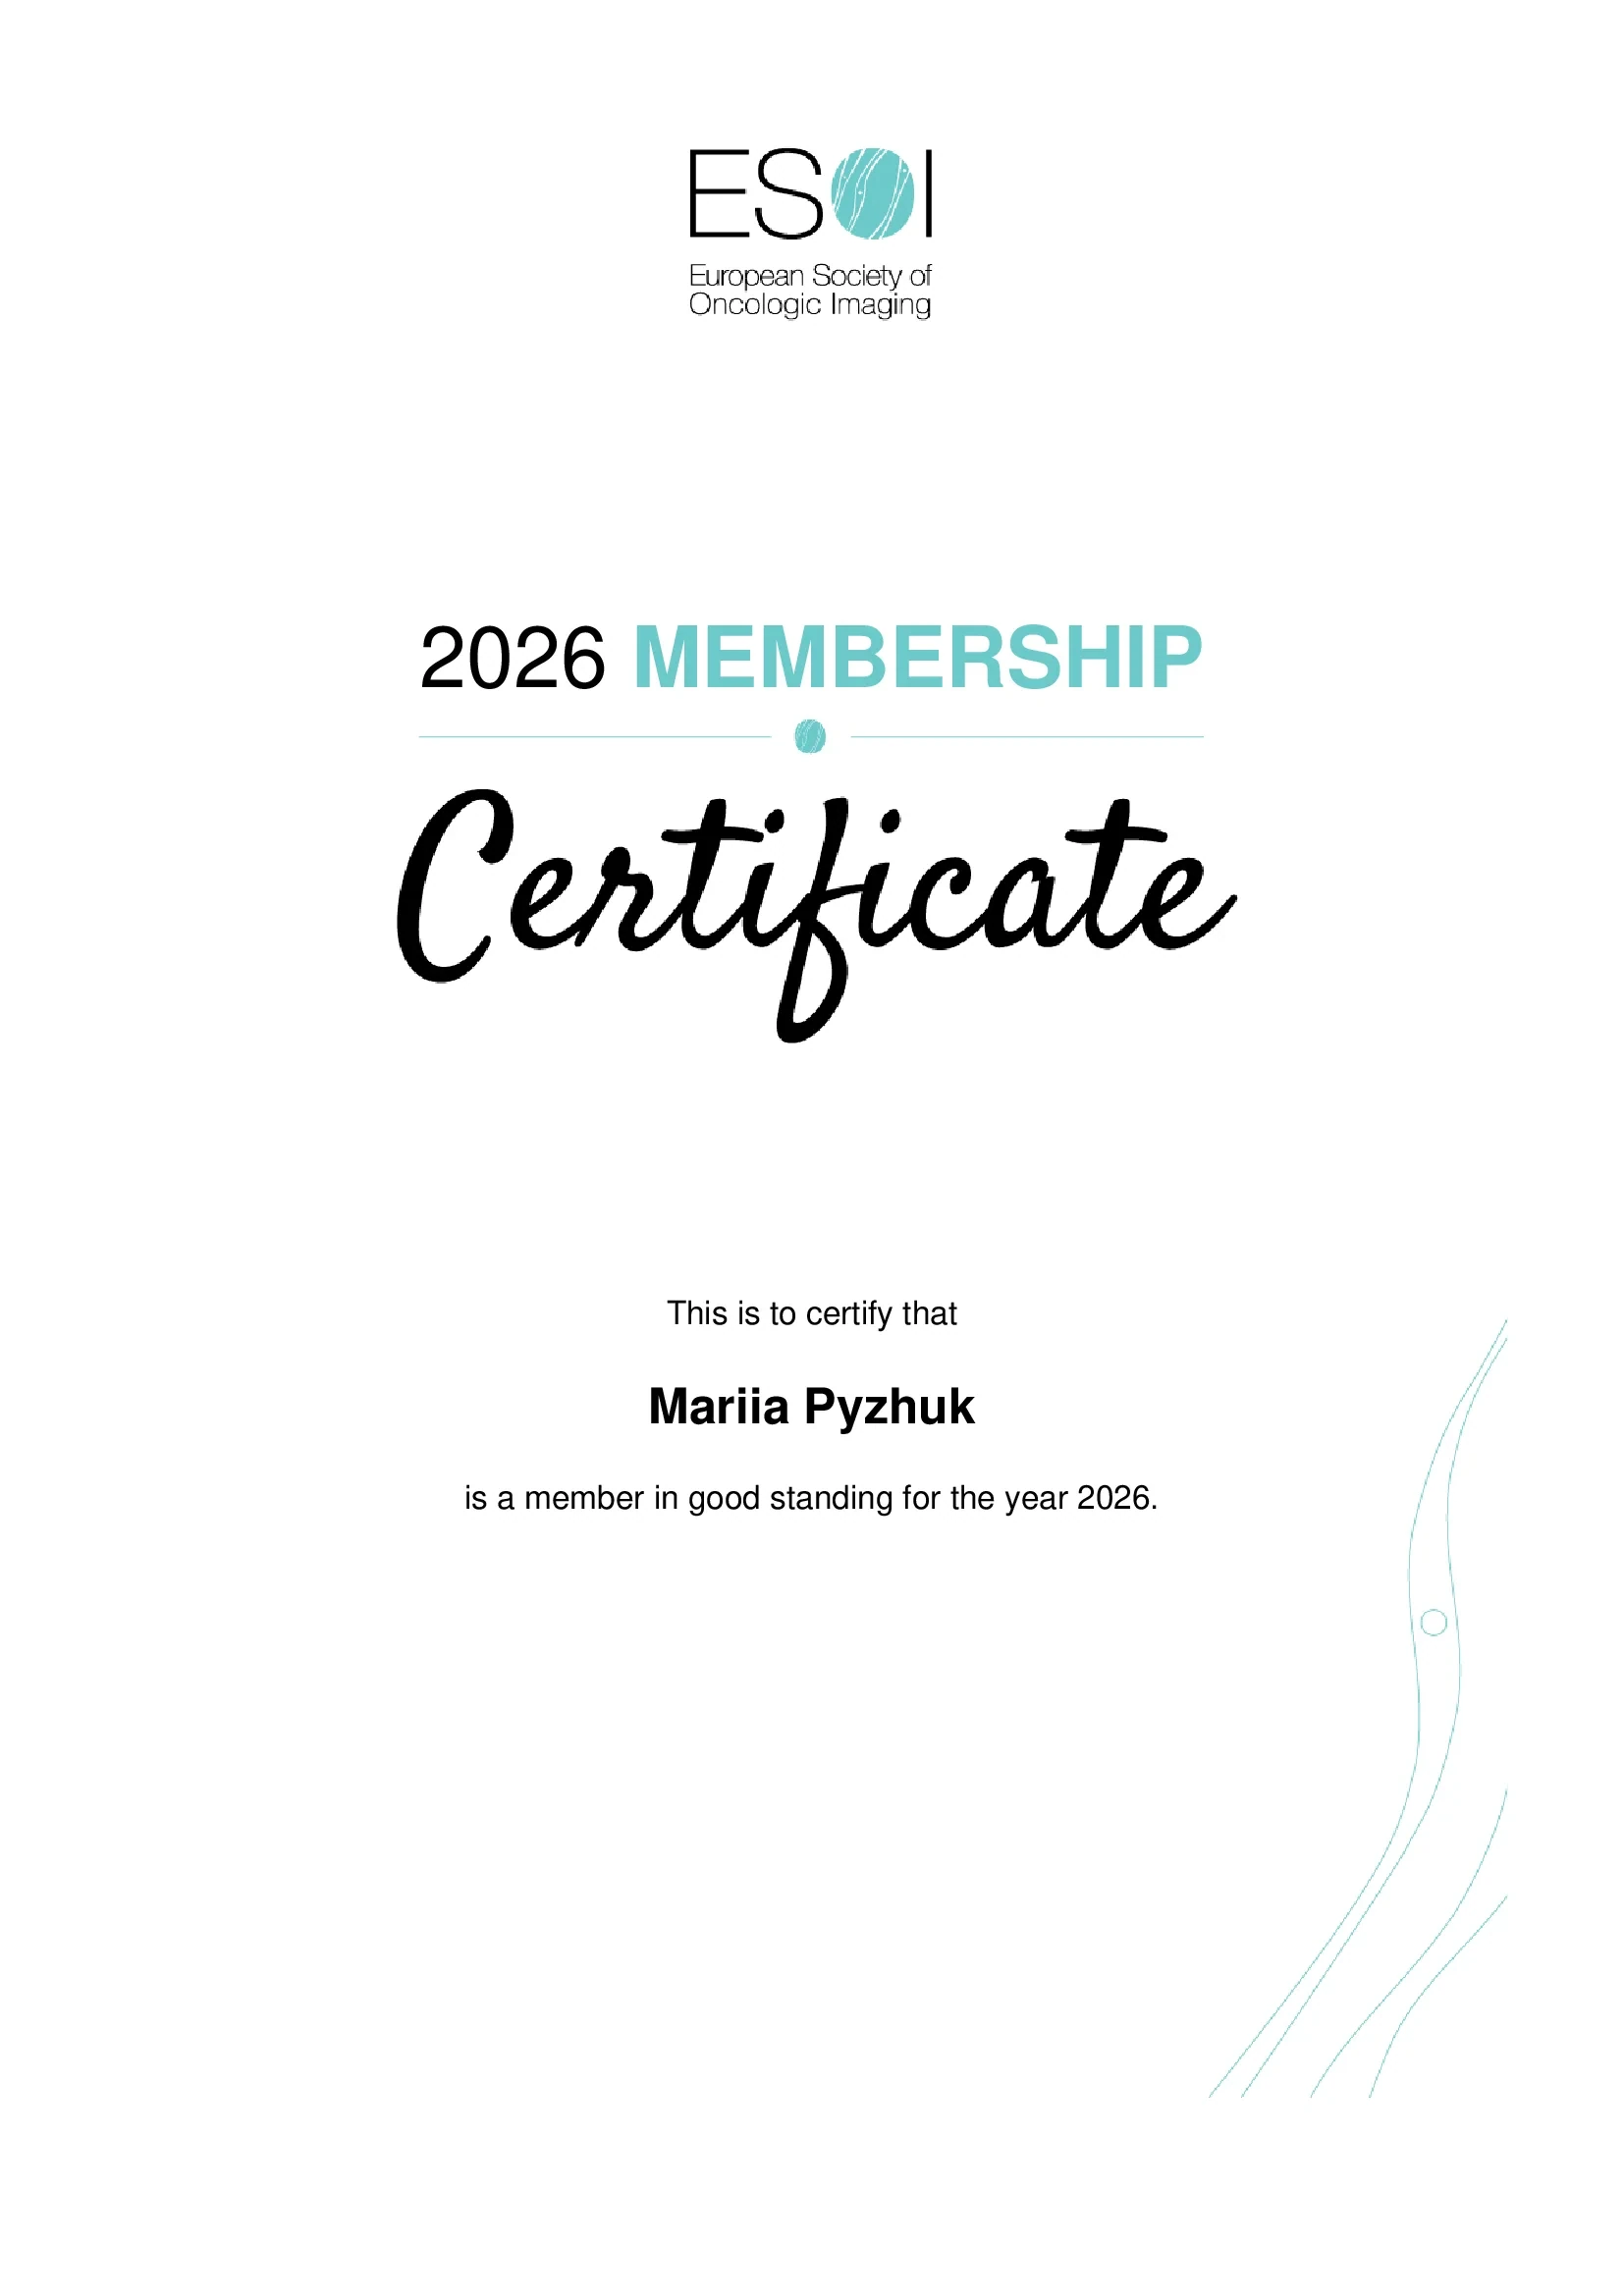 ESOI
European Society of
Oncologic Imaging
2026 MEMBERSHIP
Certificate
This is to certify that
Mariia Pyzhuk
is a member in good standing for the year 2026.